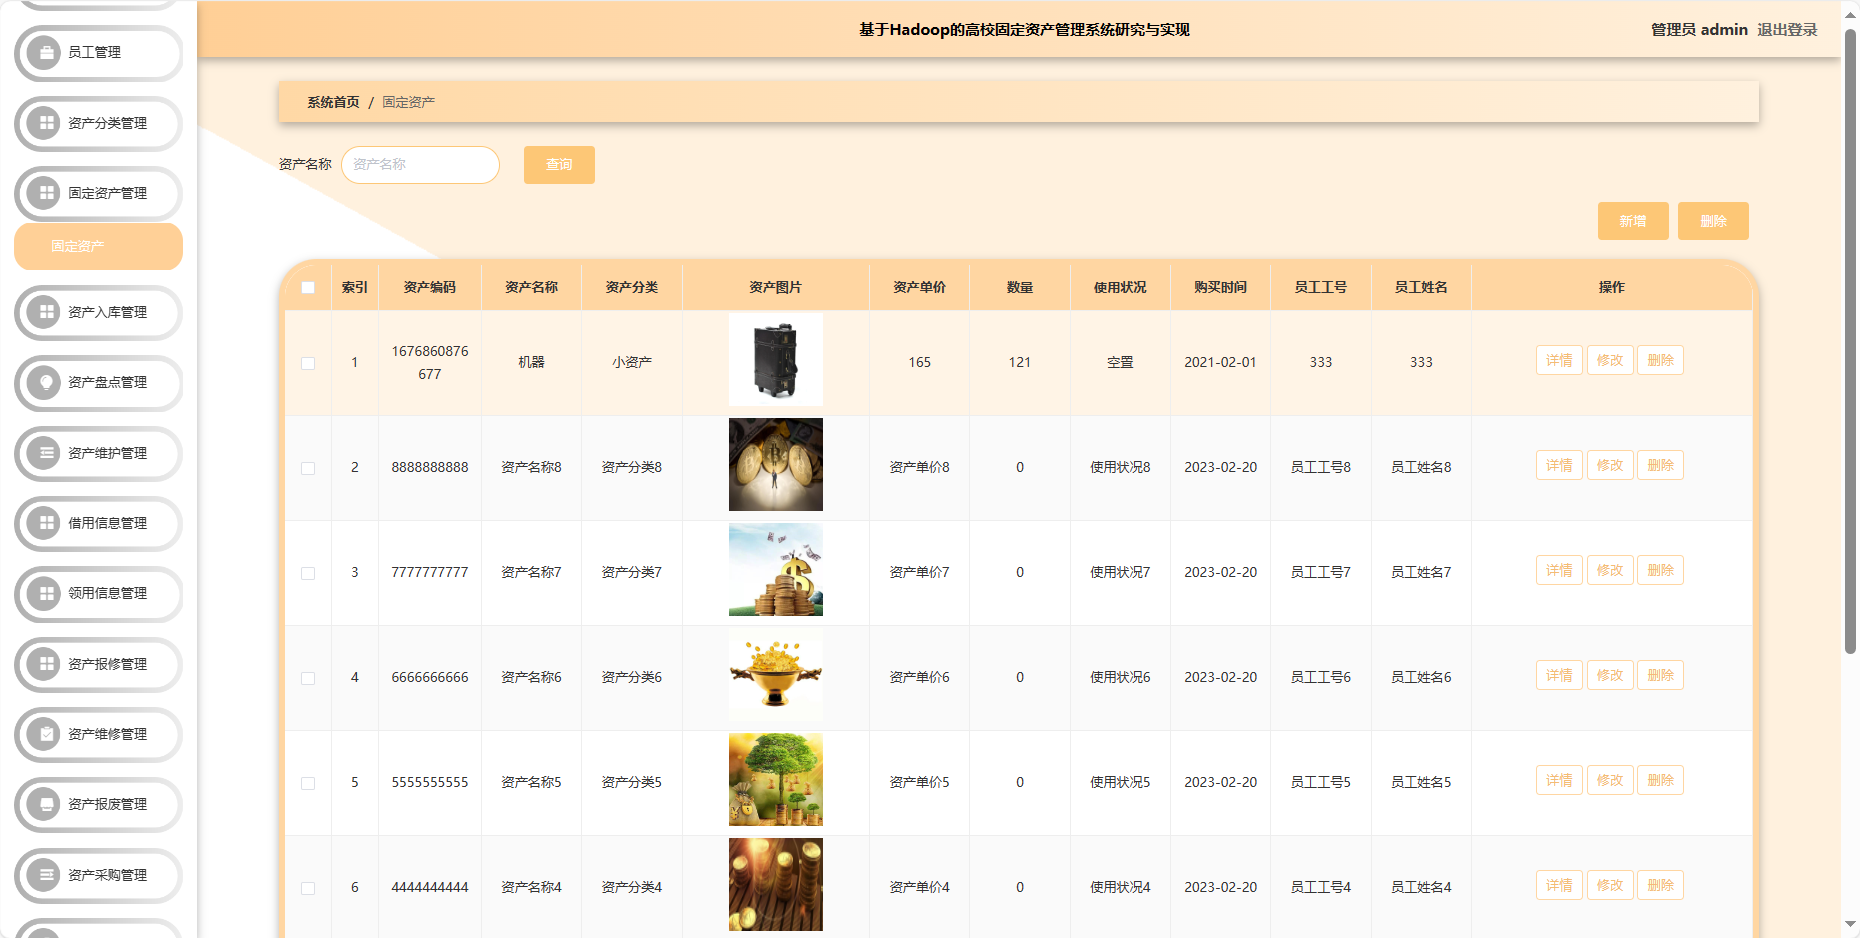 基于Hadoop的高校固定资产管理系统研究与实现
管理员 admin 退出登录
员工管理
资产分类管理
固定资产管理
固定资产
资产入库管理
资产盘点管理
资产维护管理
借用信息管理
领用信息管理
资产报修管理
资产维修管理
资产报废管理
资产采购管理
系统首页 / 固定资产
资产名称 资产名称 查询
新增 删除
索引 资产编码 资产名称 资产分类 资产图片 资产单价 数量 使用状况 购买时间 员工工号 员工姓名 操作
1 1676860876677 机器 小资产 165 121 空置 2021-02-01 333 333 详情 修改 删除
2 8888888888 资产名称8 资产分类8 资产单价8 0 使用状况8 2023-02-20 员工工号8 员工姓名8 详情 修改 删除
3 7777777777 资产名称7 资产分类7 资产单价7 0 使用状况7 2023-02-20 员工工号7 员工姓名7 详情 修改 删除
4 6666666666 资产名称6 资产分类6 资产单价6 0 使用状况6 2023-02-20 员工工号6 员工姓名6 详情 修改 删除
5 5555555555 资产名称5 资产分类5 资产单价5 0 使用状况5 2023-02-20 员工工号5 员工姓名5 详情 修改 删除
6 4444444444 资产名称4 资产分类4 资产单价4 0 使用状况4 2023-02-20 员工工号4 员工姓名4 详情 修改 删除